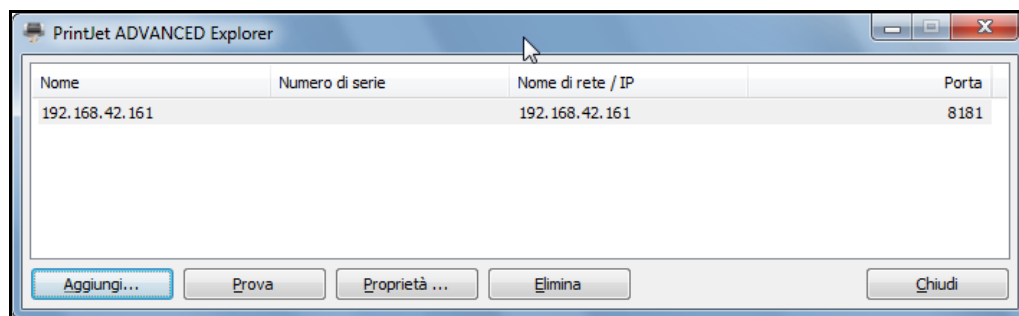 PrintJet ADVANCED Explorer
Nome Numero di serie Nome di rete / IP Porta
192.168.42.161 192.168.42.161 8181
Aggiungi... Prova Proprietà ... Elimina Chiudi